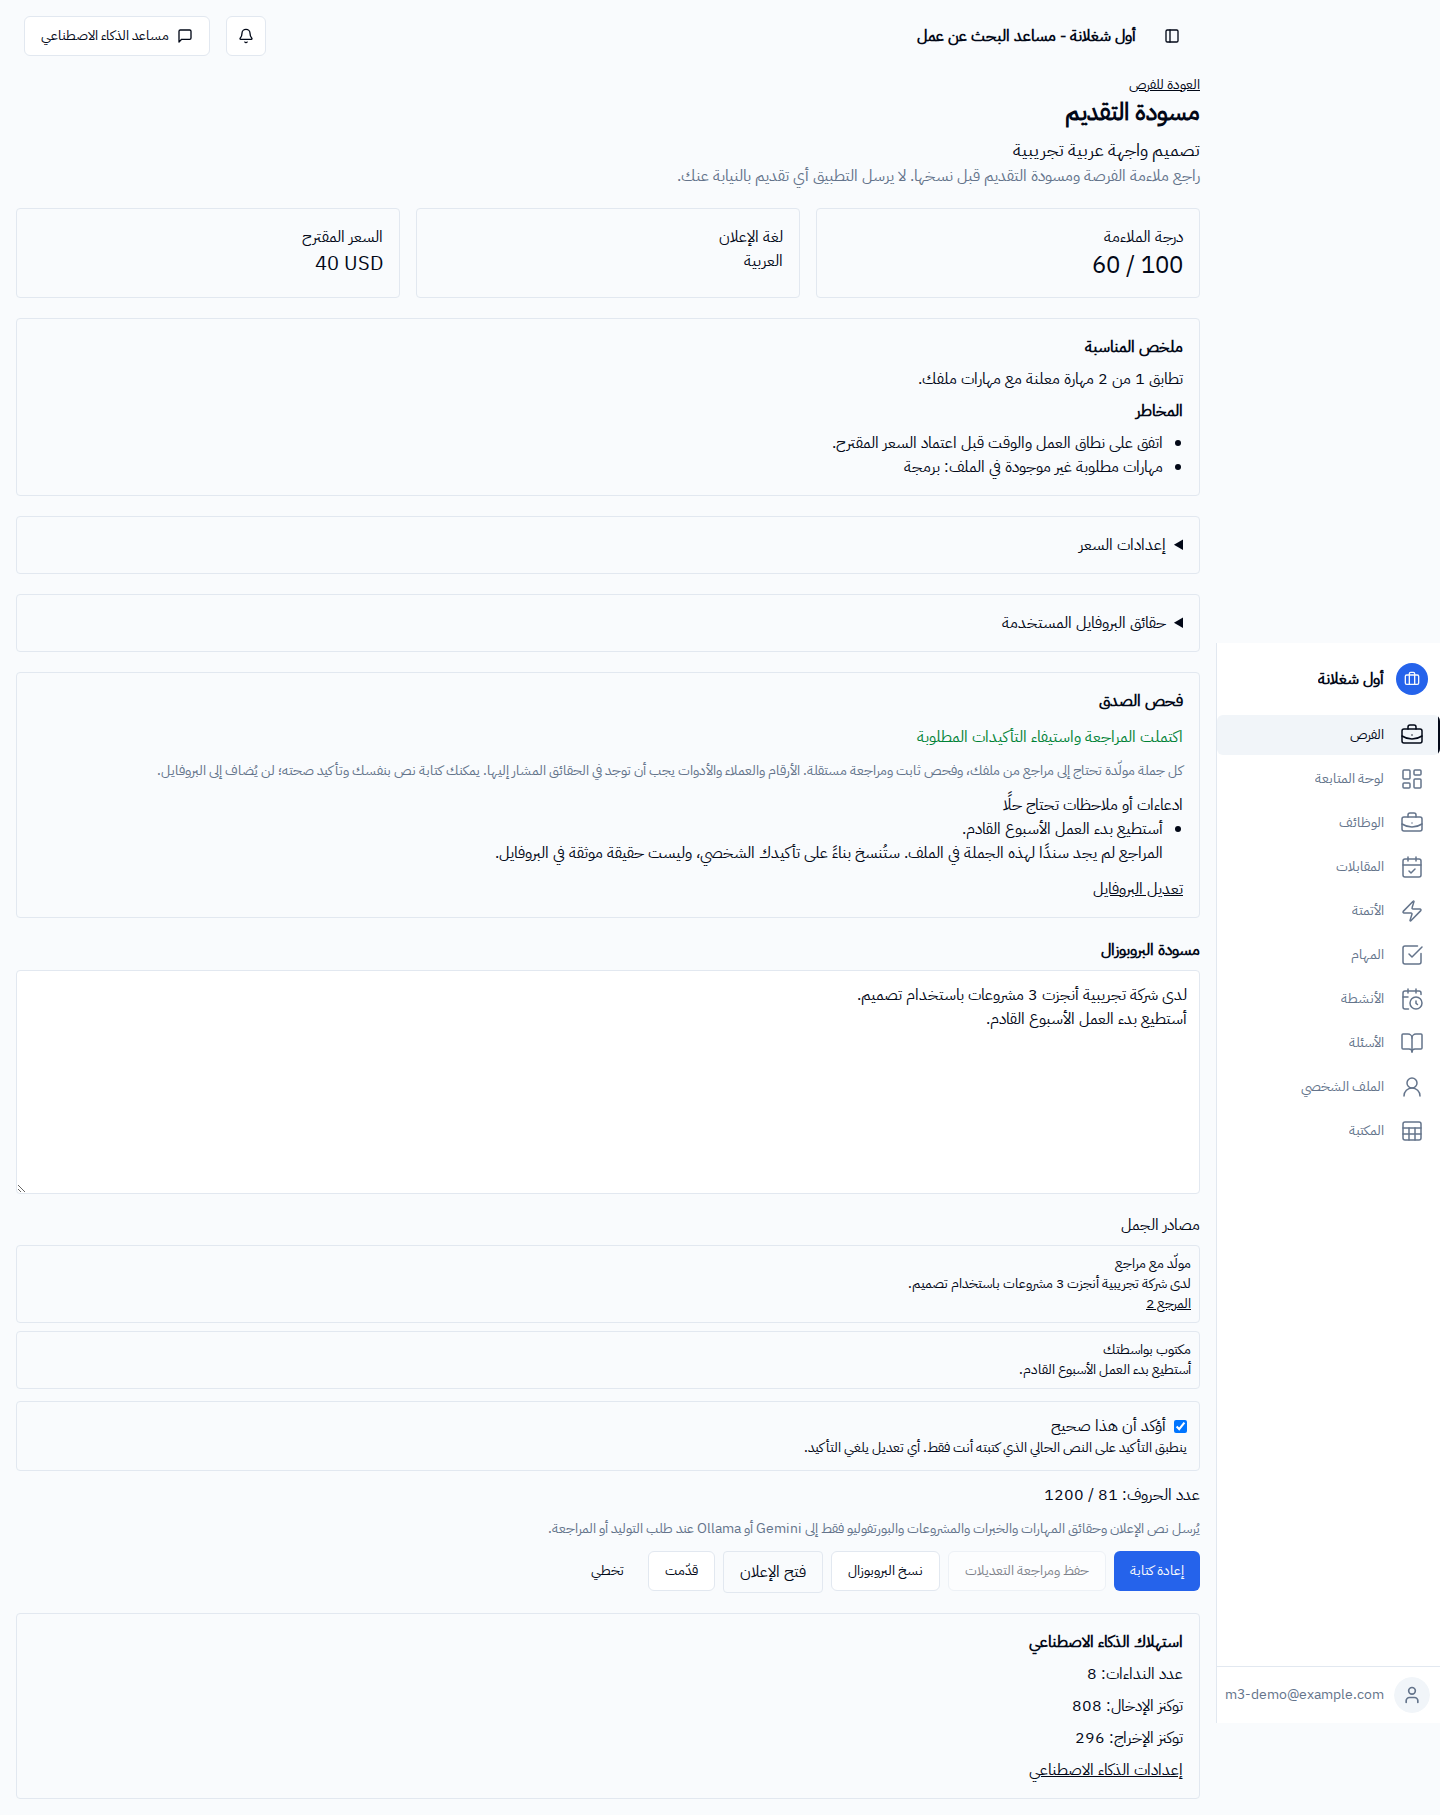 أول شغلانة - مساعد البحث عن عمل
مساعد الذكاء الاصطناعي
العودة للفرص
مسودة التقديم
تصميم واجهة عربية تجريبية
راجع ملاءمة الفرصة ومسودة التقديم قبل نسخها. لا يرسل التطبيق أي تقديم بالنيابة عنك.
درجة الملاءمة
60 / 100
لغة الإعلان
العربية
السعر المقترح
40 USD
ملخص المناسبة
تطابق 1 من 2 مهارة معلنة مع مهارات ملفك.
المخاطر
اتفق على نطاق العمل والوقت قبل اعتماد السعر المقترح.
مهارات مطلوبة غير موجودة في الملف: برمجة
إعدادات السعر
حقائق البروفايل المستخدمة
فحص الصدق
اكتملت المراجعة واستيفاء التأكيدات المطلوبة
كل جملة مولّدة تحتاج إلى مراجع من ملفك، وفحص ثابت ومراجعة مستقلة. الأرقام والعملاء والأدوات يجب أن توجد في الحقائق المشار إليها. يمكنك كتابة نص بنفسك وتأكيد صحته؛ لن يُضاف إلى البروفايل.
ادعاءات أو ملاحظات تحتاج حلًا
أستطيع بدء العمل الأسبوع القادم.
المراجع لم يجد سندًا لهذه الجملة في الملف. ستُنسخ بناءً على تأكيدك الشخصي، وليست حقيقة موثقة في البروفايل.
تعديل البروفايل
مسودة البروبوزال
لدى شركة تجريبية أنجزت 3 مشروعات باستخدام تصميم.
أستطيع بدء العمل الأسبوع القادم.
مصادر الجمل
مولّد مع مراجع
لدى شركة تجريبية أنجزت 3 مشروعات باستخدام تصميم.
المرجع 2
مكتوب بواسطتك
أستطيع بدء العمل الأسبوع القادم.
أؤكد أن هذا صحيح
ينطبق التأكيد على النص الحالي الذي كتبته أنت فقط. أي تعديل يلغي التأكيد.
عدد الحروف: 81 / 1200
يُرسل نص الإعلان وحقائق المهارات والخبرات والمشروعات والبورتفوليو فقط إلى Gemini أو Ollama عند طلب التوليد أو المراجعة.
إعادة كتابة
حفظ ومراجعة التعديلات
نسخ البروبوزال
فتح الإعلان
قدّمت
تخطي
استهلاك الذكاء الاصطناعي
عدد النداءات: 8
توكنز الإدخال: 808
توكنز الإخراج: 296
إعدادات الذكاء الاصطناعي
أول شغلانة
الفرص
لوحة المتابعة
الوظائف
المقابلات
الأتمتة
المهام
الأنشطة
الأسئلة
الملف الشخصي
المكتبة
m3-demo@example.com